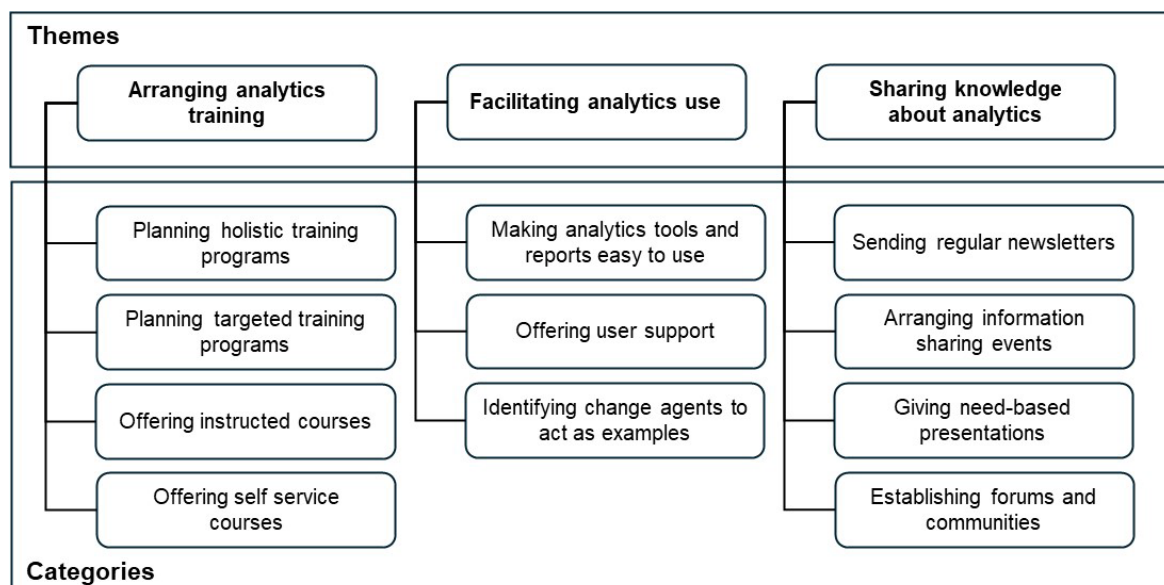 Themes
Arranging analytics
training
Facilitating analytics use
Sharing knowledge
about analytics
Planning holistic training
programs
Planning targeted training
programs
Offering instructed courses
Offering self service
courses
Making analytics tools and
reports easy to use
Offering user support
Identifying change agents to
act as examples
Sending regular newsletters
Arranging information
sharing events
Giving need-based
presentations
Establishing forums and
communities
Categories